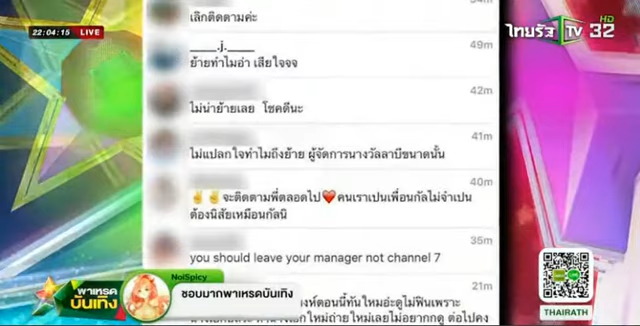 22:04:15 LIVE
ไทยรัฐ TV HD 32
เลิกติดตามค่ะ
_____.j._____ 49m
ย้ายทำไมอ่า เสียใจจจ
42m
ไม่น่าย้ายเลย โชคดีนะ
41m
ไม่แปลกใจทำไมถึงย้าย ผู้จัดการนางวัลลาบีขนาดนั้น
40m
✌✌จะติดตามพี่ตลอดไป❤คนเราเปนเพื่อนกัลไม่จำเปน
ต้องนิสัยเหมือนกัลนิ
35m
you should leave your manager not channel 7
21m
NoiSpicy
พาเหรด
บันเทิง
ชอบมากพาเหรดบันเทิง
THAIRATH